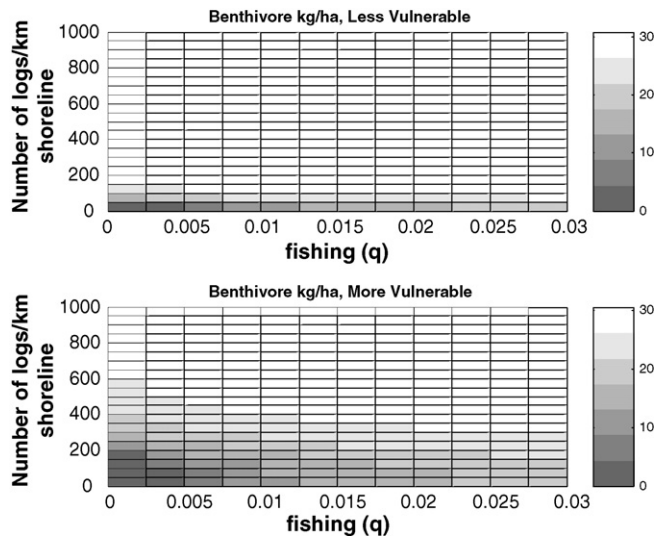 Benthivore kg/ha, Less Vulnerable
Number of logs/km
shoreline
1000
800
600
400
200
0
0 0.005 0.01 0.015 0.02 0.025 0.03
fishing (q)
30
20
10
0
Benthivore kg/ha, More Vulnerable
Number of logs/km
shoreline
1000
800
600
400
200
0
0 0.005 0.01 0.015 0.02 0.025 0.03
fishing (q)
30
20
10
0